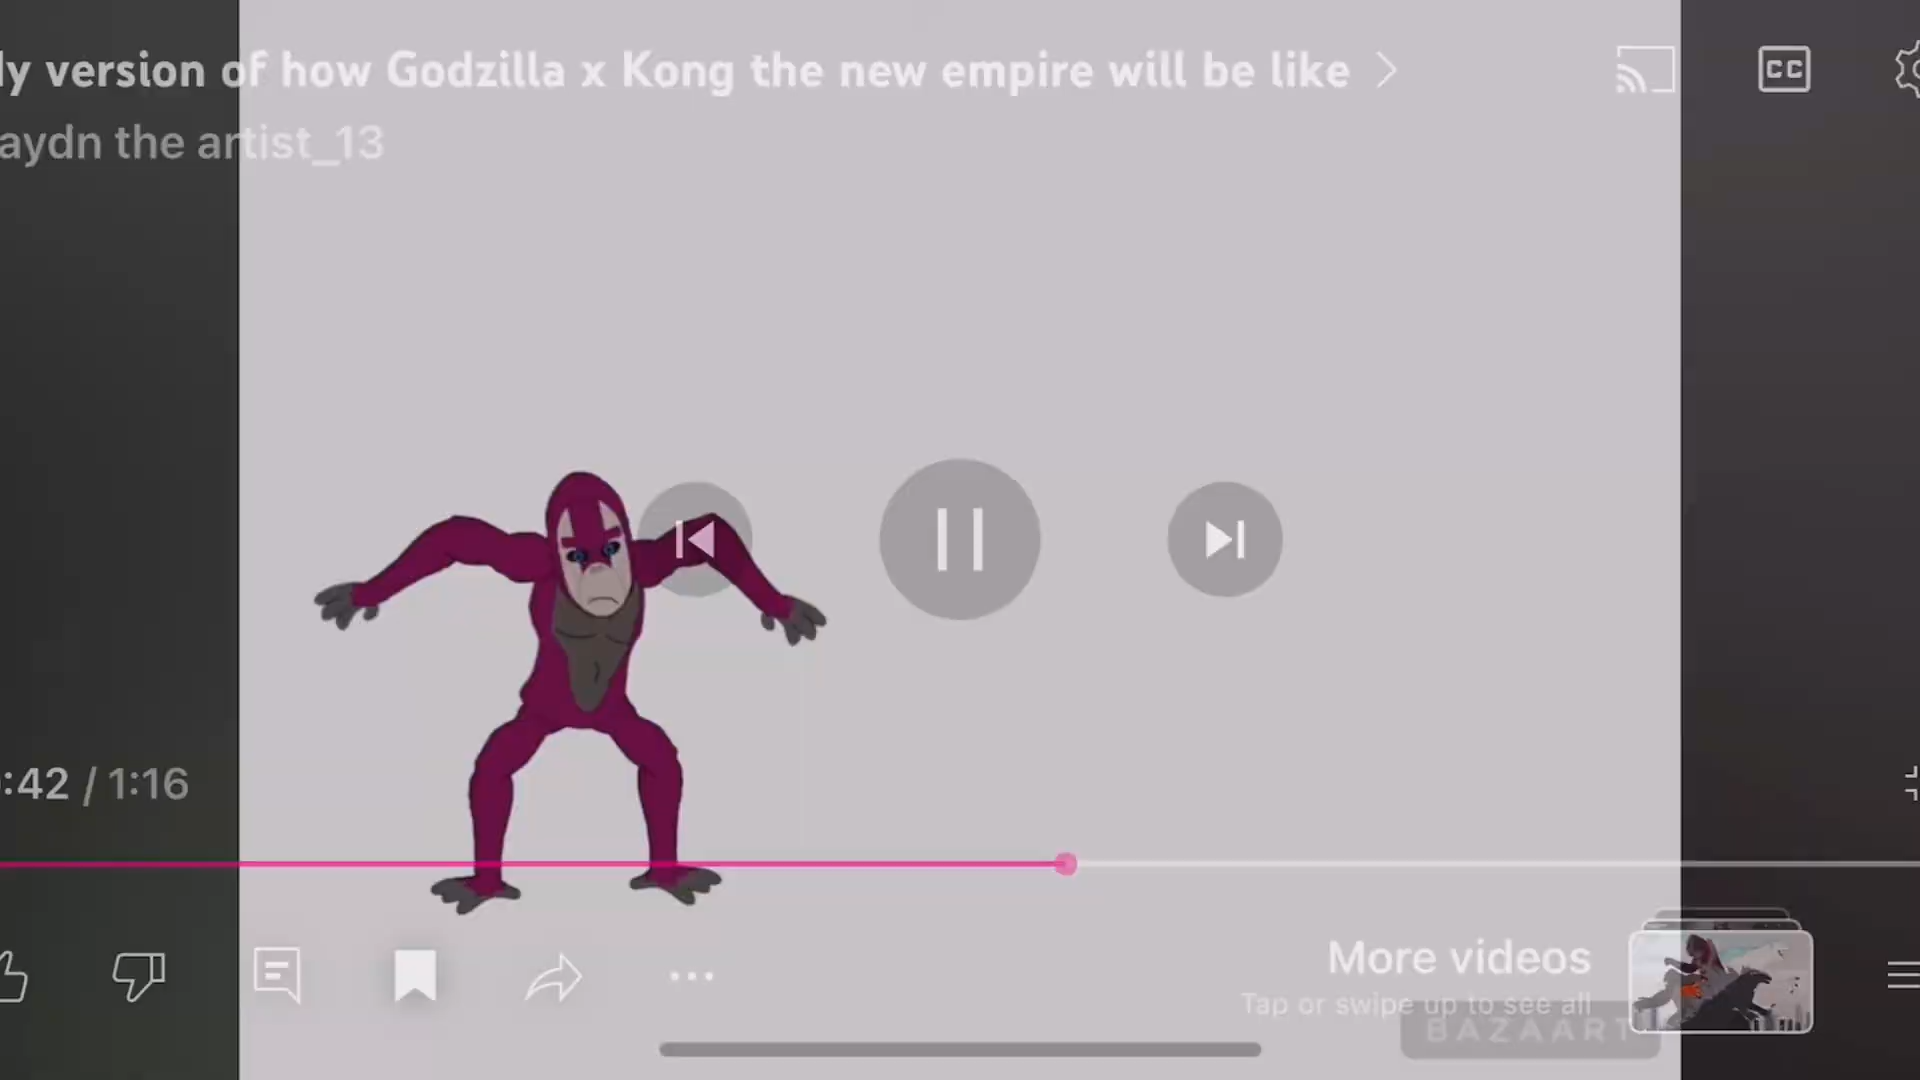 ly version of how Godzilla x Kong the new empire will be like
aydn the artist_13
CC
:42 / 1:16
More videos
Tap or swipe up to see all
BAZAART